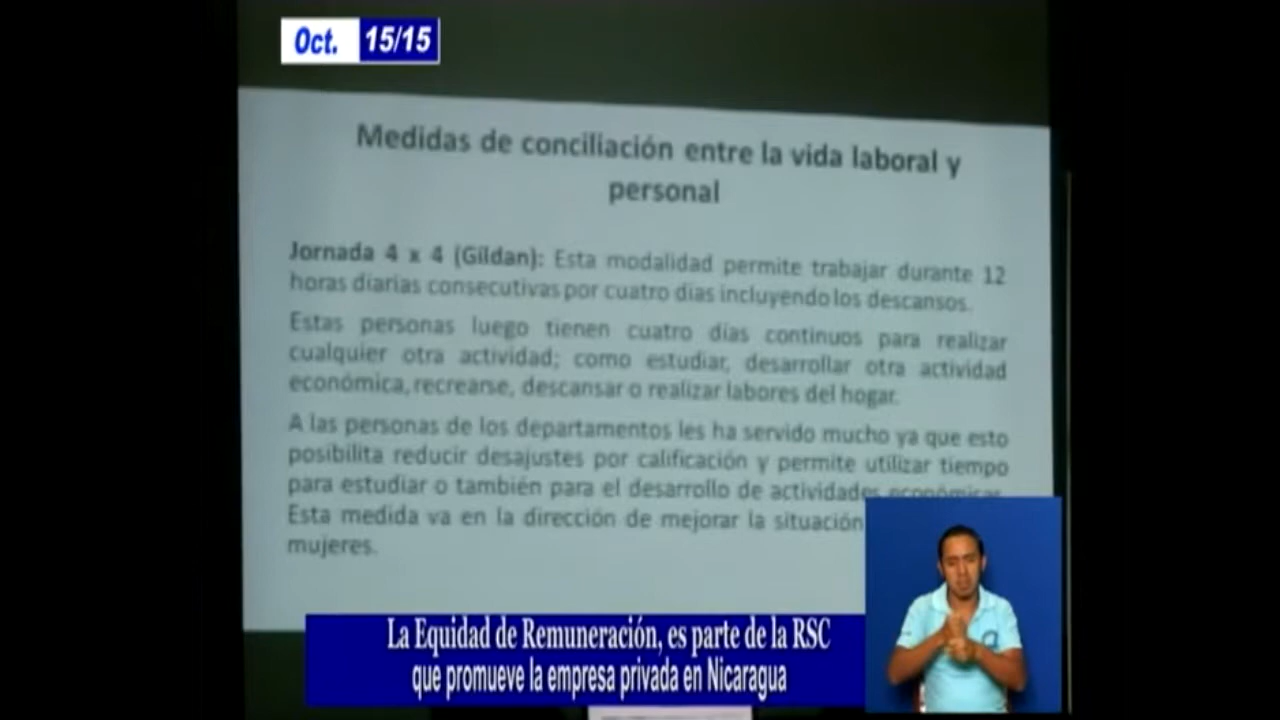 Oct. 15/15
Medidas de conciliación entre la vida laboral y
personal
Jornada 4 x 4 (Gildan): Esta modalidad permite trabajar durante 12
horas diarias consecutivas por cuatro días incluyendo los descansos.
Estas personas luego tienen cuatro días continuos para realizar
cualquier otra actividad; como estudiar, desarrollar otra actividad
económica, recrearse, descansar o realizar labores del hogar.
A las personas de los departamentos les ha servido mucho ya que esto
posibilita reducir desajustes por calificación y permite utilizar tiempo
para estudiar o también para el desarrollo de actividades económicas.
Esta medida va en la dirección de mejorar la situación
mujeres.
La Equidad de Remuneración, es parte de la RSC
que promueve la empresa privada en Nicaragua